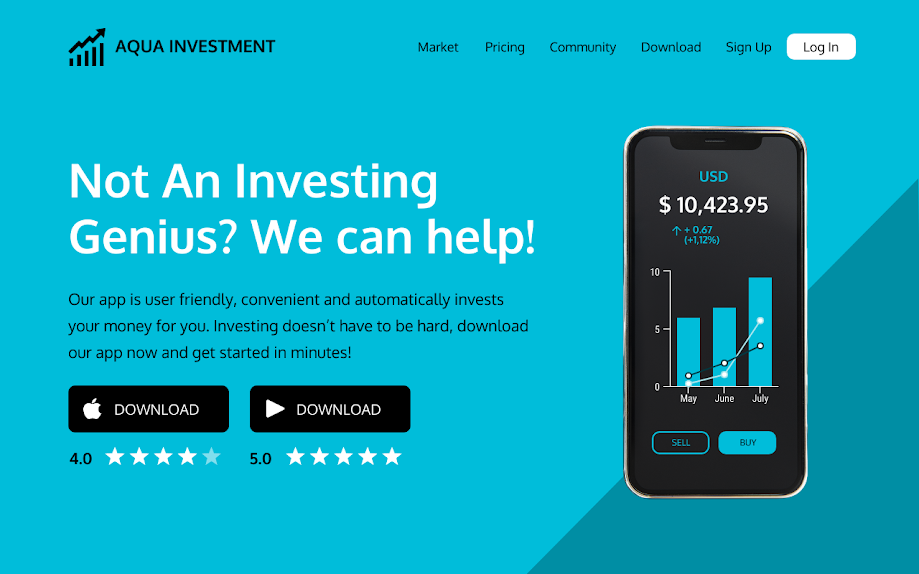 AQUA INVESTMENT
Market Pricing Community Download Sign Up Log In
Not An Investing
Genius? We can help!
Our app is user friendly, convenient and automatically invests
your money for you. Investing doesn't have to be hard, download
our app now and get started in minutes!
DOWNLOAD DOWNLOAD
4.0 5.0
USD
$ 10,423.95
+ 0.67
(+1,12%)
10
5
0
May June July
SELL BUY